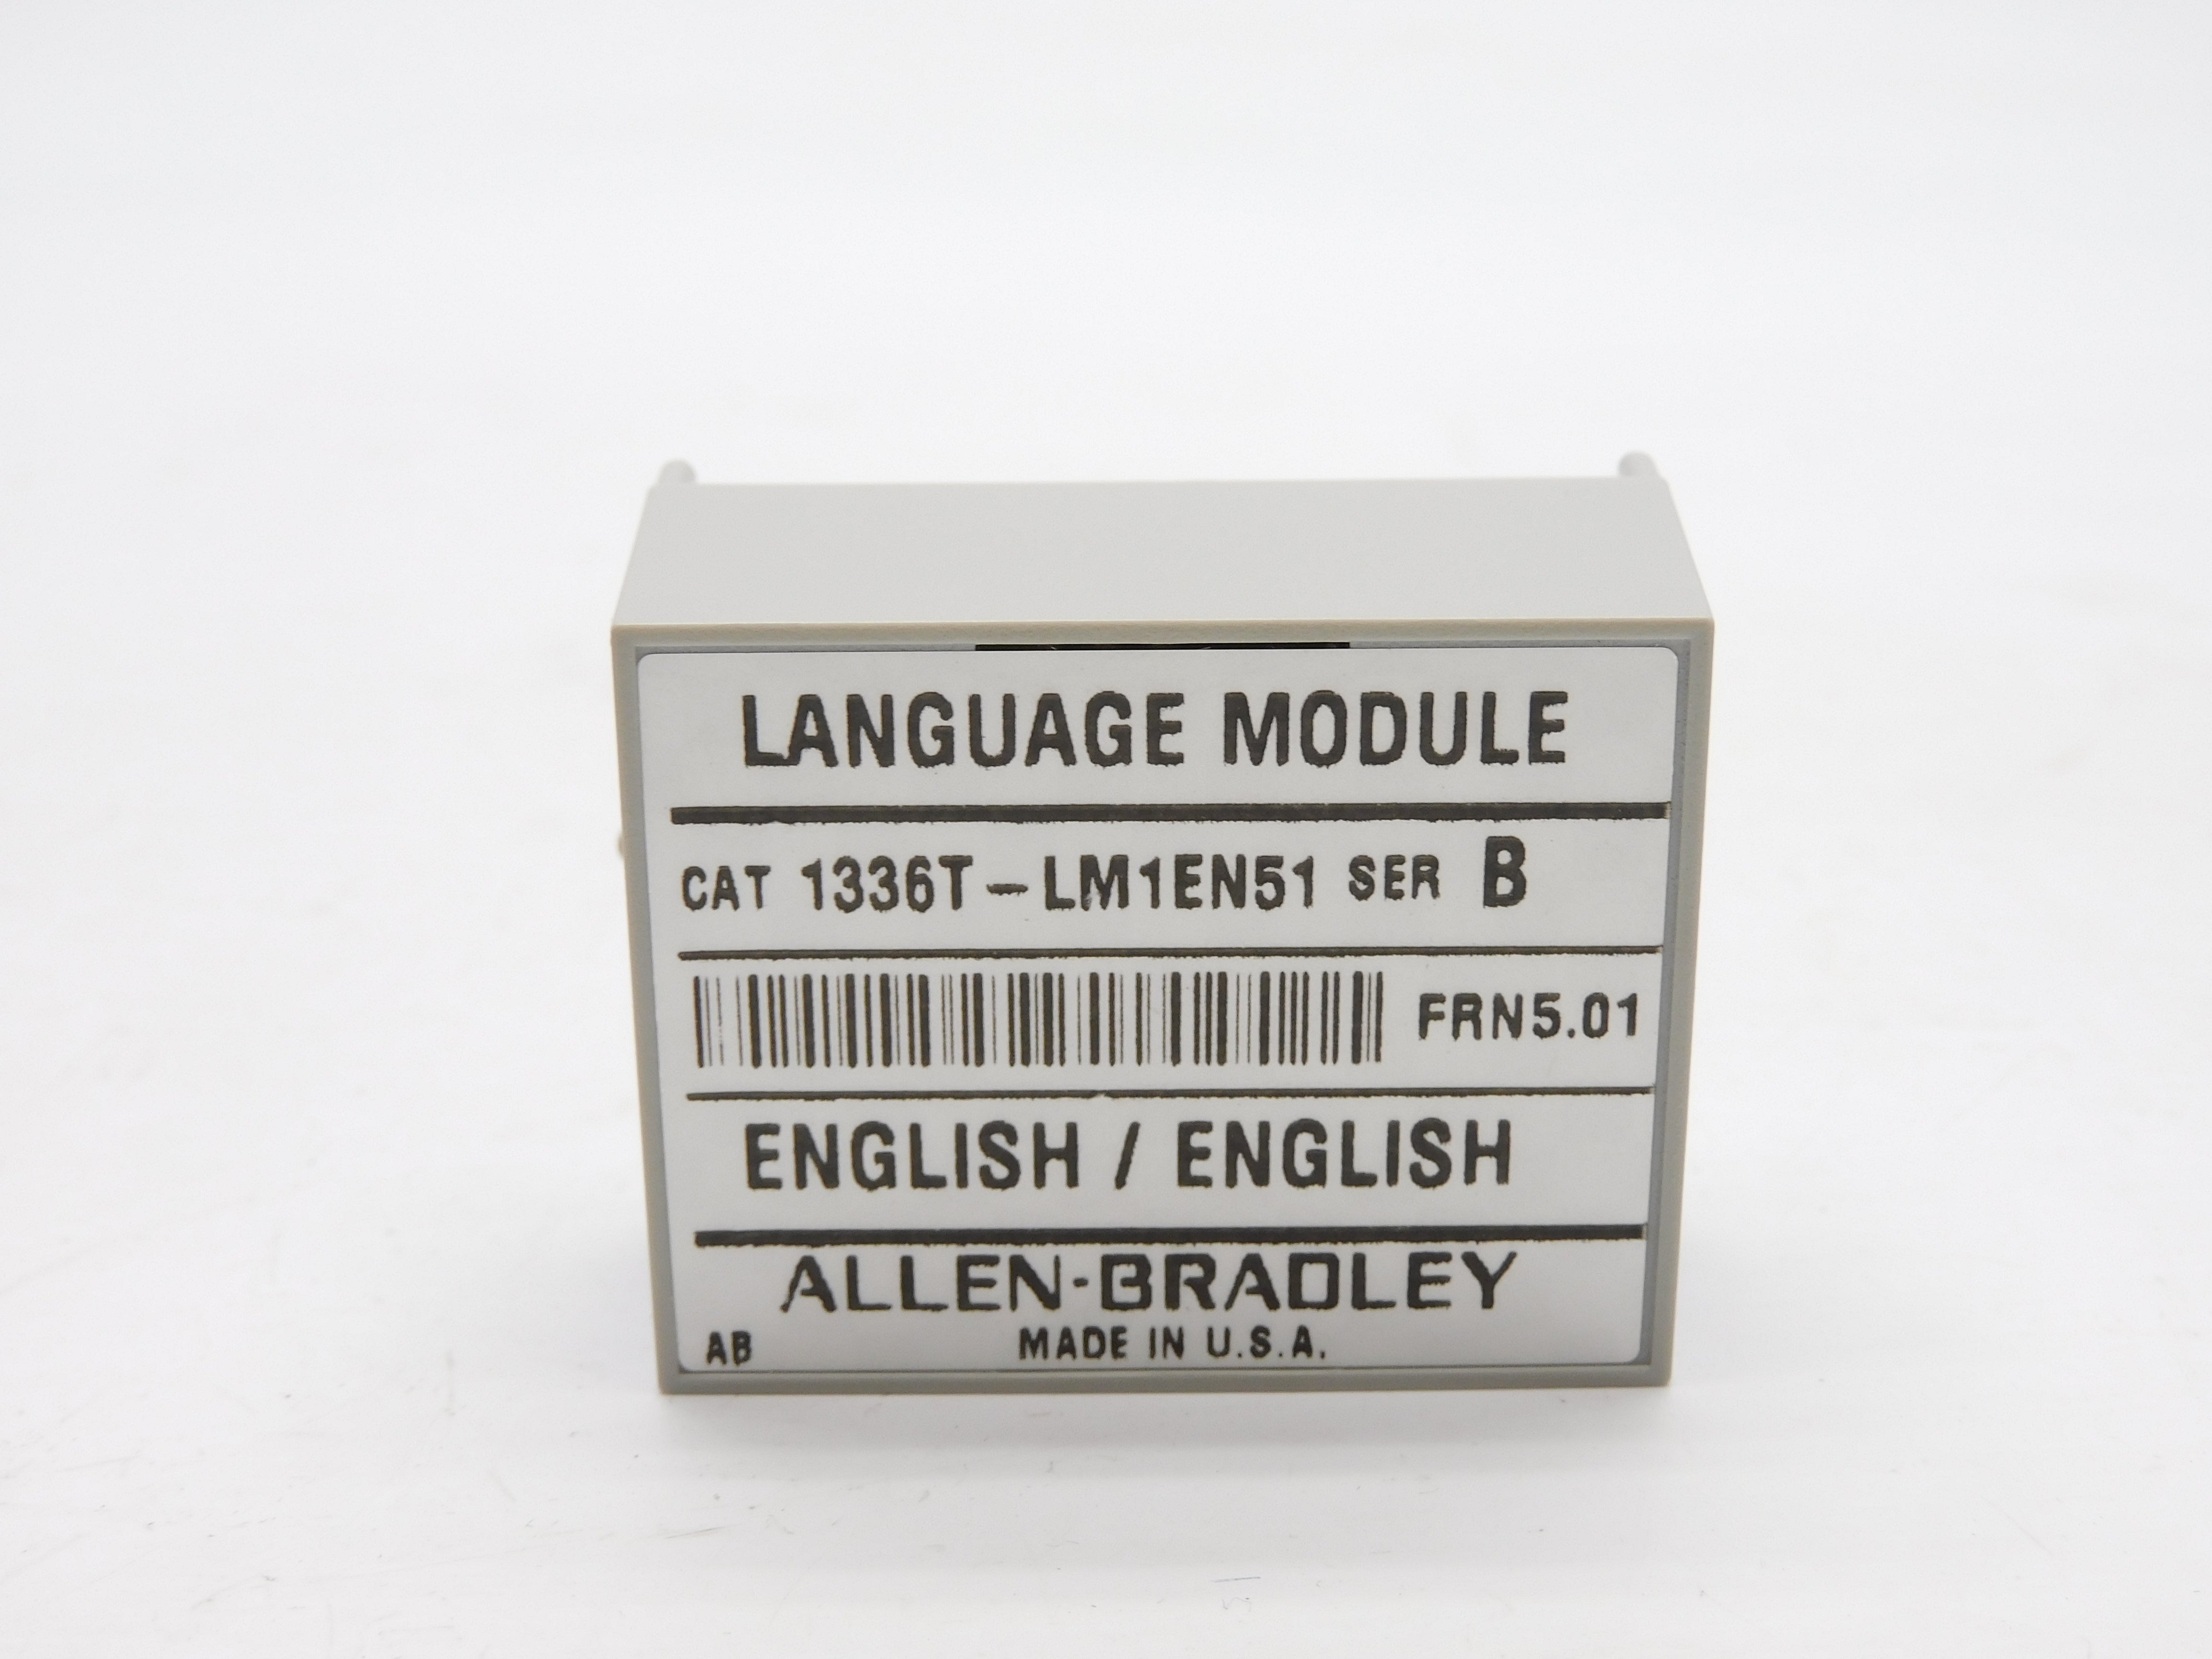 LANGUAGE MODULE
CAT 1336T-LM1EN51 SER B
FRN5.01
ENGLISH / ENGLISH
ALLEN-BRADLEY
AB MADE IN U.S.A.